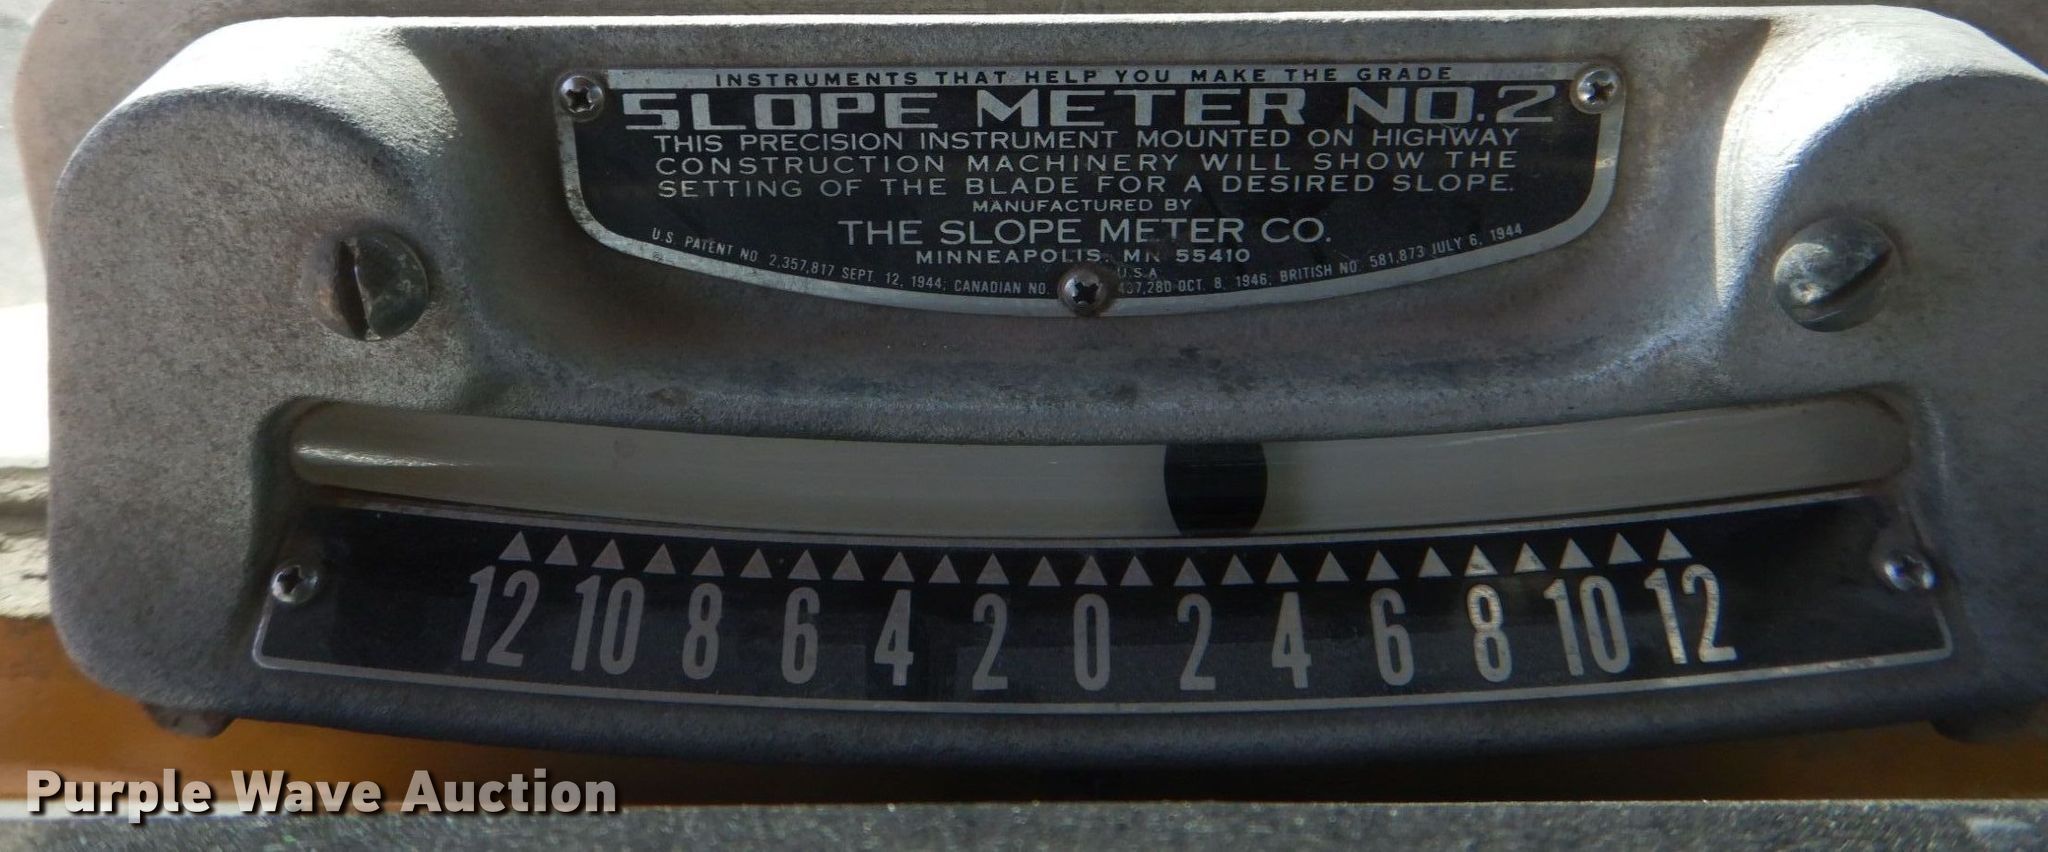 INSTRUMENTS THAT HELP YOU MAKE THE GRADE
SLOPE METER NO.2
THIS PRECISION INSTRUMENT MOUNTED ON HIGHWAY
CONSTRUCTION MACHINERY WILL SHOW THE
SETTING OF THE BLADE FOR A DESIRED SLOPE.
MANUFACTURED BY
THE SLOPE METER CO.
MINNEAPOLIS, MN 55410
U.S.A.
U.S. PATENT NO. 2,357,817 SEPT. 12, 1944; CANADIAN NO. 437,280 OCT. 8, 1946; BRITISH NO. 581,873 JULY 6, 1944
12 10 8 6 4 2 0 2 4 6 8 10 12
Purple Wave Auction